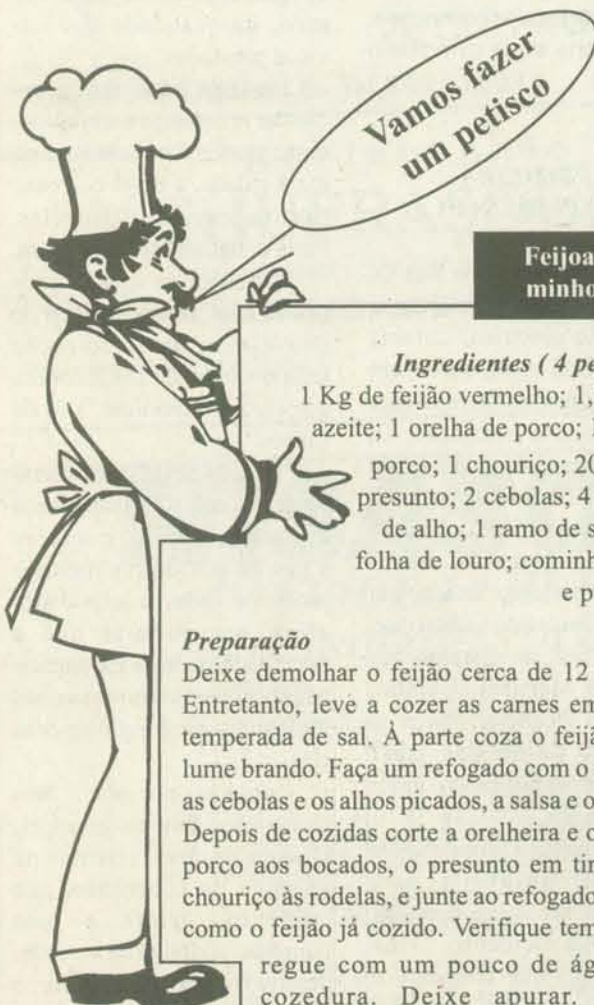 Vamos fazer
um petisco
Feijoa
minho
Ingredientes ( 4 pe
1 Kg de feijão vermelho; 1,
azeite; 1 orelha de porco; 1
porco; 1 chouriço; 20
presunto; 2 cebolas; 4
de alho; 1 ramo de s
folha de louro; cominh
e p
Preparação
Deixe demolhar o feijão cerca de 12
Entretanto, leve a cozer as carnes em
temperada de sal. À parte coza o feijã
lume brando. Faça um refogado com o
as cebolas e os alhos picados, a salsa e o
Depois de cozidas corte a orelheira e o
porco aos bocados, o presunto em tir
chouriço às rodelas, e junte ao refogado
como o feijão já cozido. Verifique tem
regue com um pouco de ág
cozedura. Deixe apurar.